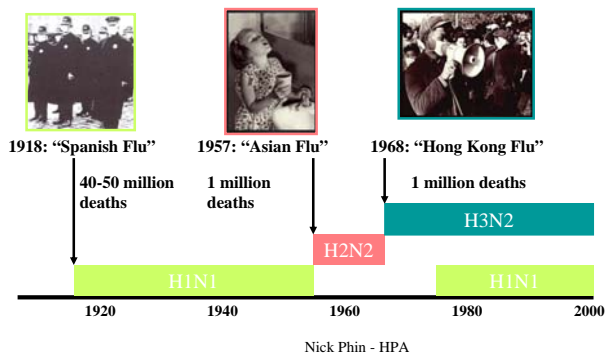 1918: “Spanish Flu”
1957: “Asian Flu”
1968: “Hong Kong Flu”
40-50 million
deaths
1 million
deaths
1 million deaths
H3N2
H2N2
H1N1
H1N1
1920
1940
1960
1980
2000
Nick Phin - HPA